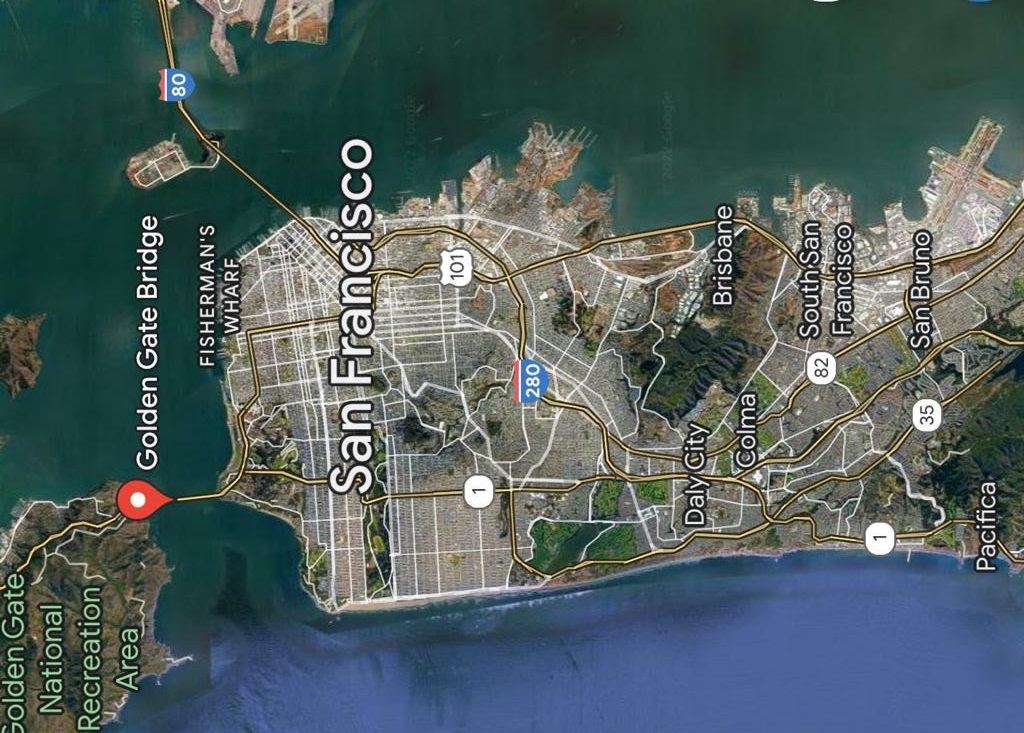 Golden Gate
National
Recreation
Area
Golden Gate Bridge
80
FISHERMAN'S
WHARF
San Francisco
101
1
280
Daly City
Brisbane
Colma
South San
Francisco
82
1
San Bruno
35
Pacifica